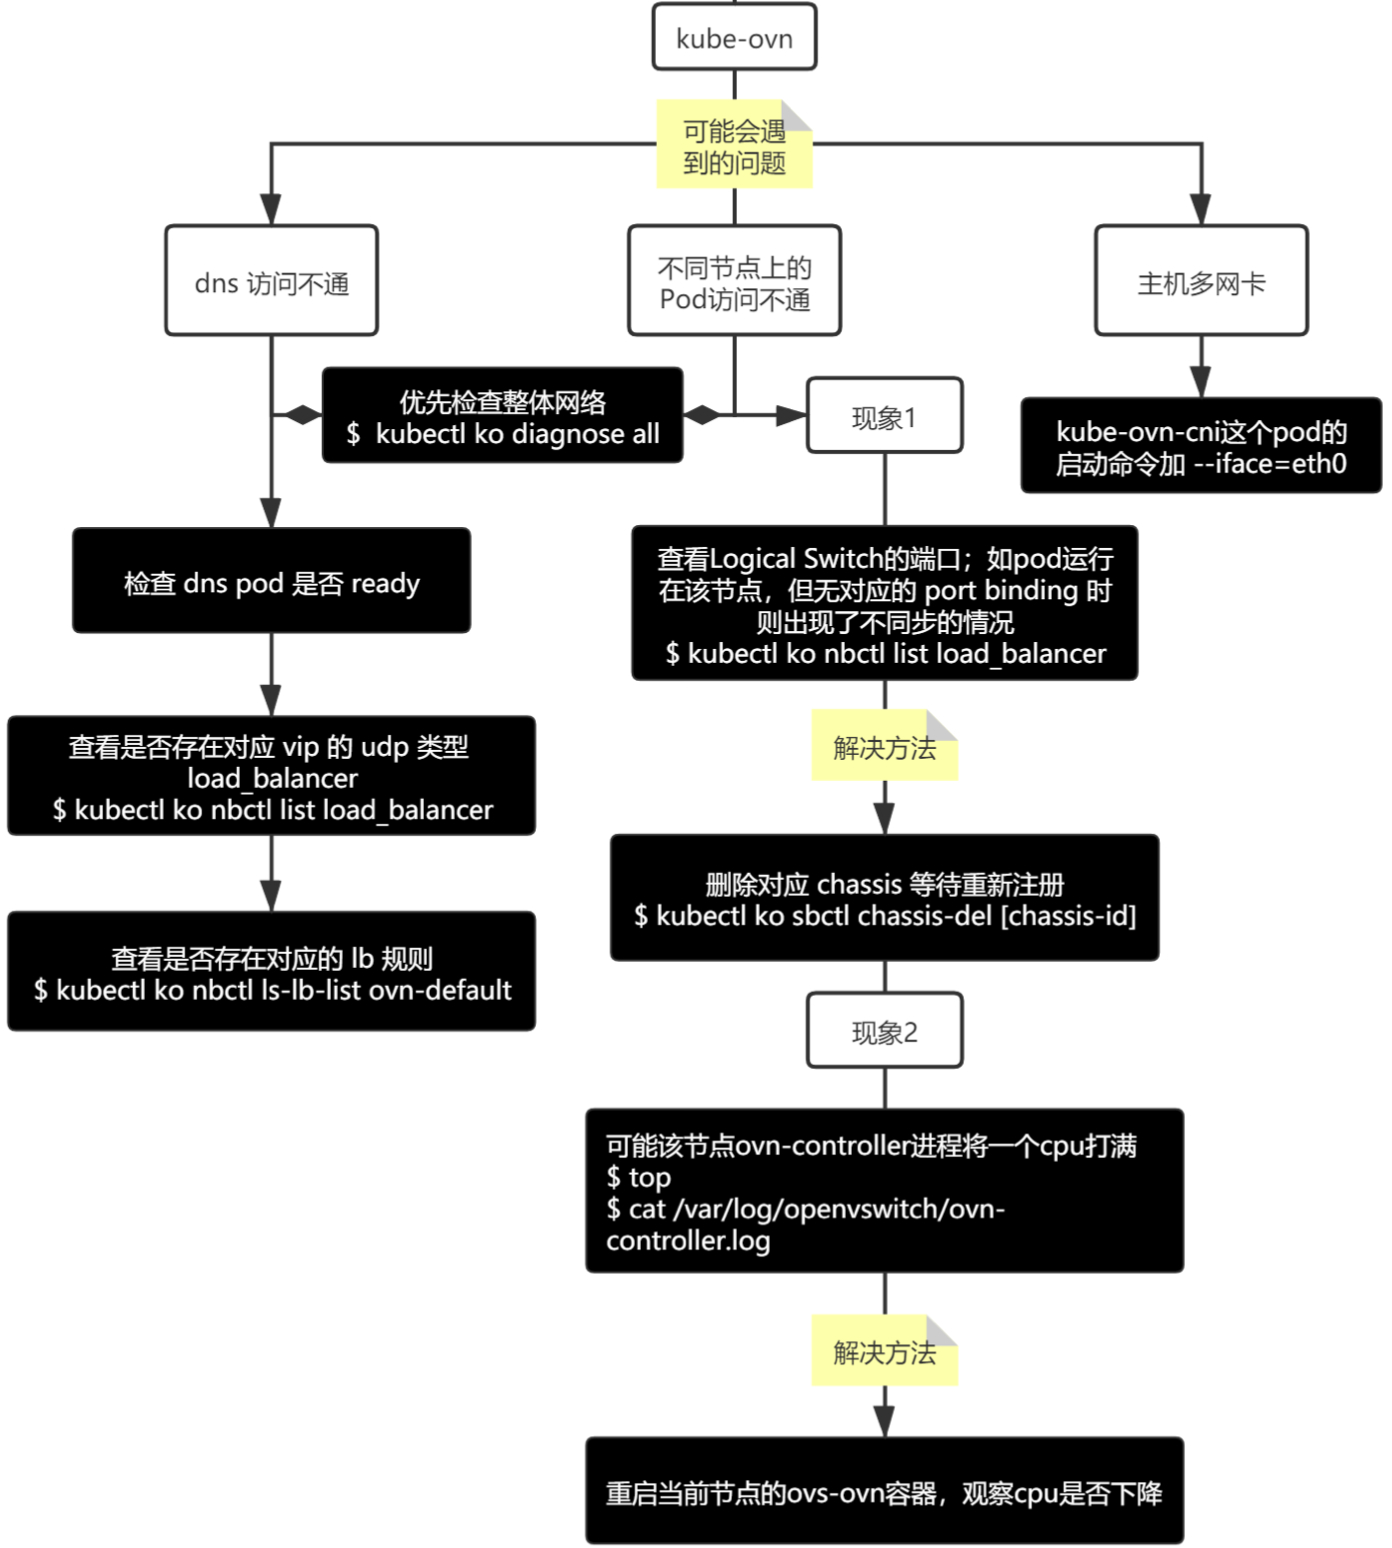 kube-ovn
可能会遇
到的问题
dns 访问不通
不同节点上的
Pod访问不通
主机多网卡
优先检查整体网络
$ kubectl ko diagnose all
现象1
kube-ovn-cni这个pod的
启动命令加 --iface=eth0
检查 dns pod 是否 ready
查看是否存在对应 vip 的 udp 类型
load_balancer
$ kubectl ko nbctl list load_balancer
查看是否存在对应的 lb 规则
$ kubectl ko nbctl ls-lb-list ovn-default
查看Logical Switch的端口；如pod运行
在该节点，但无对应的 port binding 时
则出现了不同步的情况
$ kubectl ko nbctl list load_balancer
解决方法
删除对应 chassis 等待重新注册
$ kubectl ko sbctl chassis-del [chassis-id]
现象2
可能该节点ovn-controller进程将一个cpu打满
$ top
$ cat /var/log/openvswitch/ovn-
controller.log
解决方法
重启当前节点的ovs-ovn容器，观察cpu是否下降